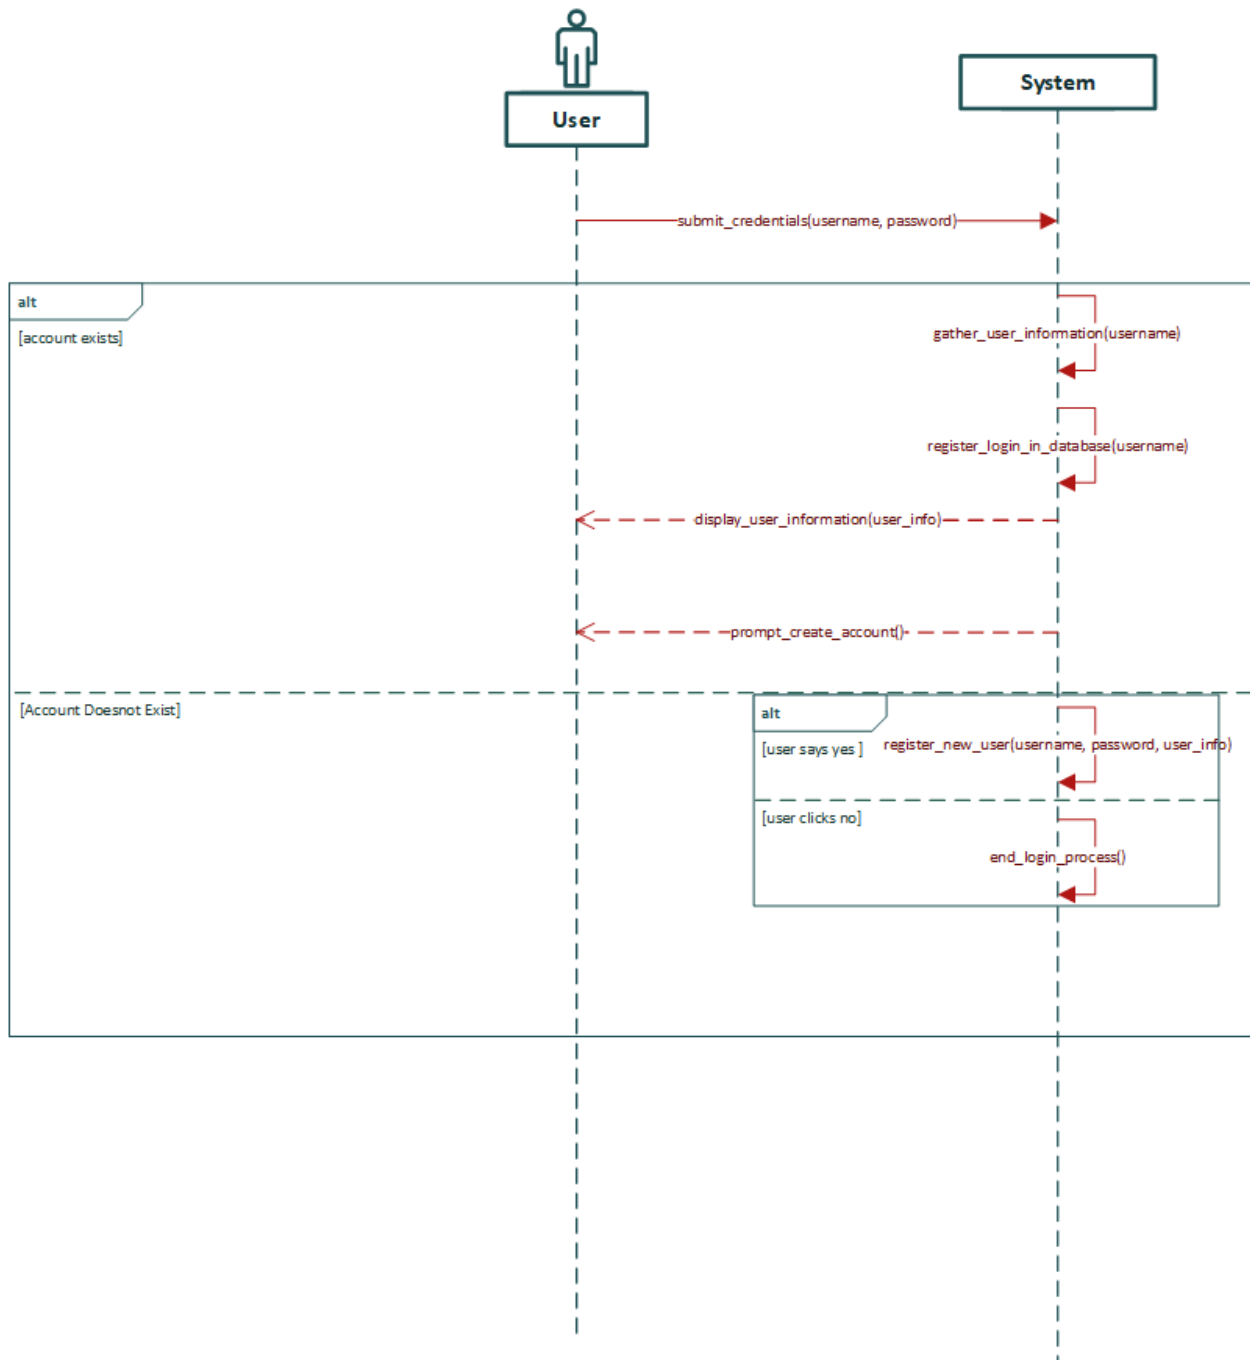 User
System
submit_credentials(username, password)
alt
[account exists]
gather_user_information(username)
register_login_in_database(username)
display_user_information(user_info)
prompt_create_account()
[Account Doesnot Exist]
alt
[user says yes ]
register_new_user(username, password, user_info)
[user clicks no]
end_login_process()